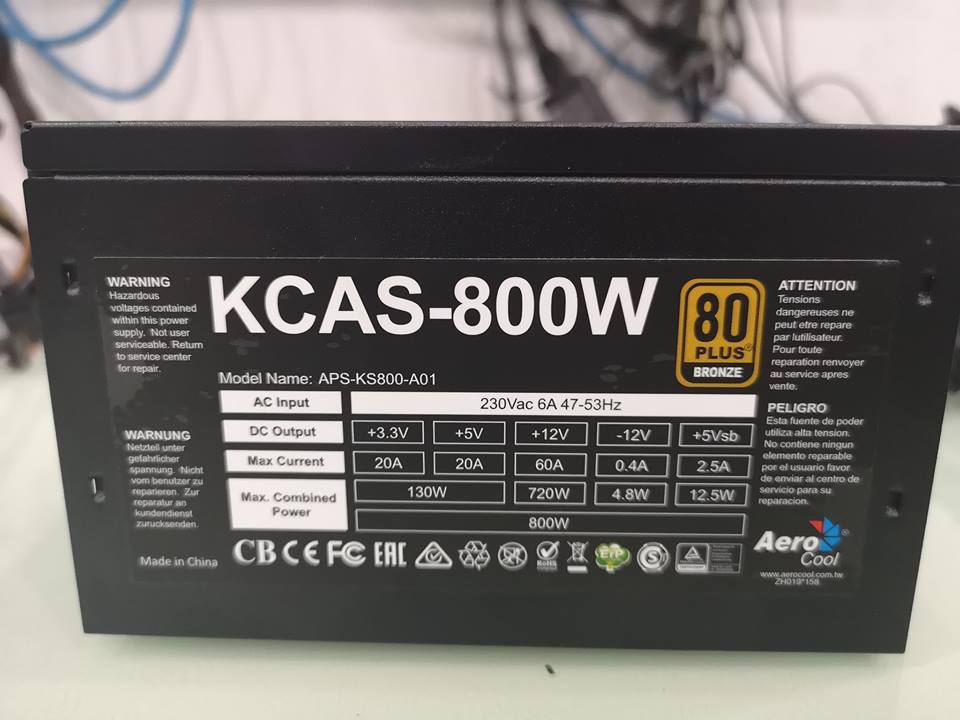 WARNING
Hazardous
voltages contained
within this power
supply. Not user
serviceable. Return
to service center
for repair.
KCAS-800W
80
PLUS®
BRONZE
ATTENTION
Tensions
dangereuses ne
peut etre repare
par lutilisateur.
Pour toute
reparation renvoyer
au service apres
vente.
Model Name: APS-KS800-A01
AC Input 230Vac 6A 47-53Hz
DC Output +3.3V +5V +12V -12V +5Vsb
Max Current 20A 20A 60A 0.4A 2.5A
Max. Combined
Power
130W 720W 4.8W 12.5W
800W
WARNUNG
Netzteil unter
gefahrlicher
spannung. Nicht
vom benutzer zu
reparieren. Zur
reparatur an
kundendienst
zurucksenden.
PELIGRO
Esta fuente de poder
utiliza alta tension.
No contiene ningun
elemento reparable
por el usuario favor
de enviar al centro de
servicio para su
reparacion.
Made in China
CB CE FC EAC
RoHS
ErP
S
Aero
Cool®
www.aerocool.com.tw
ZH019*158